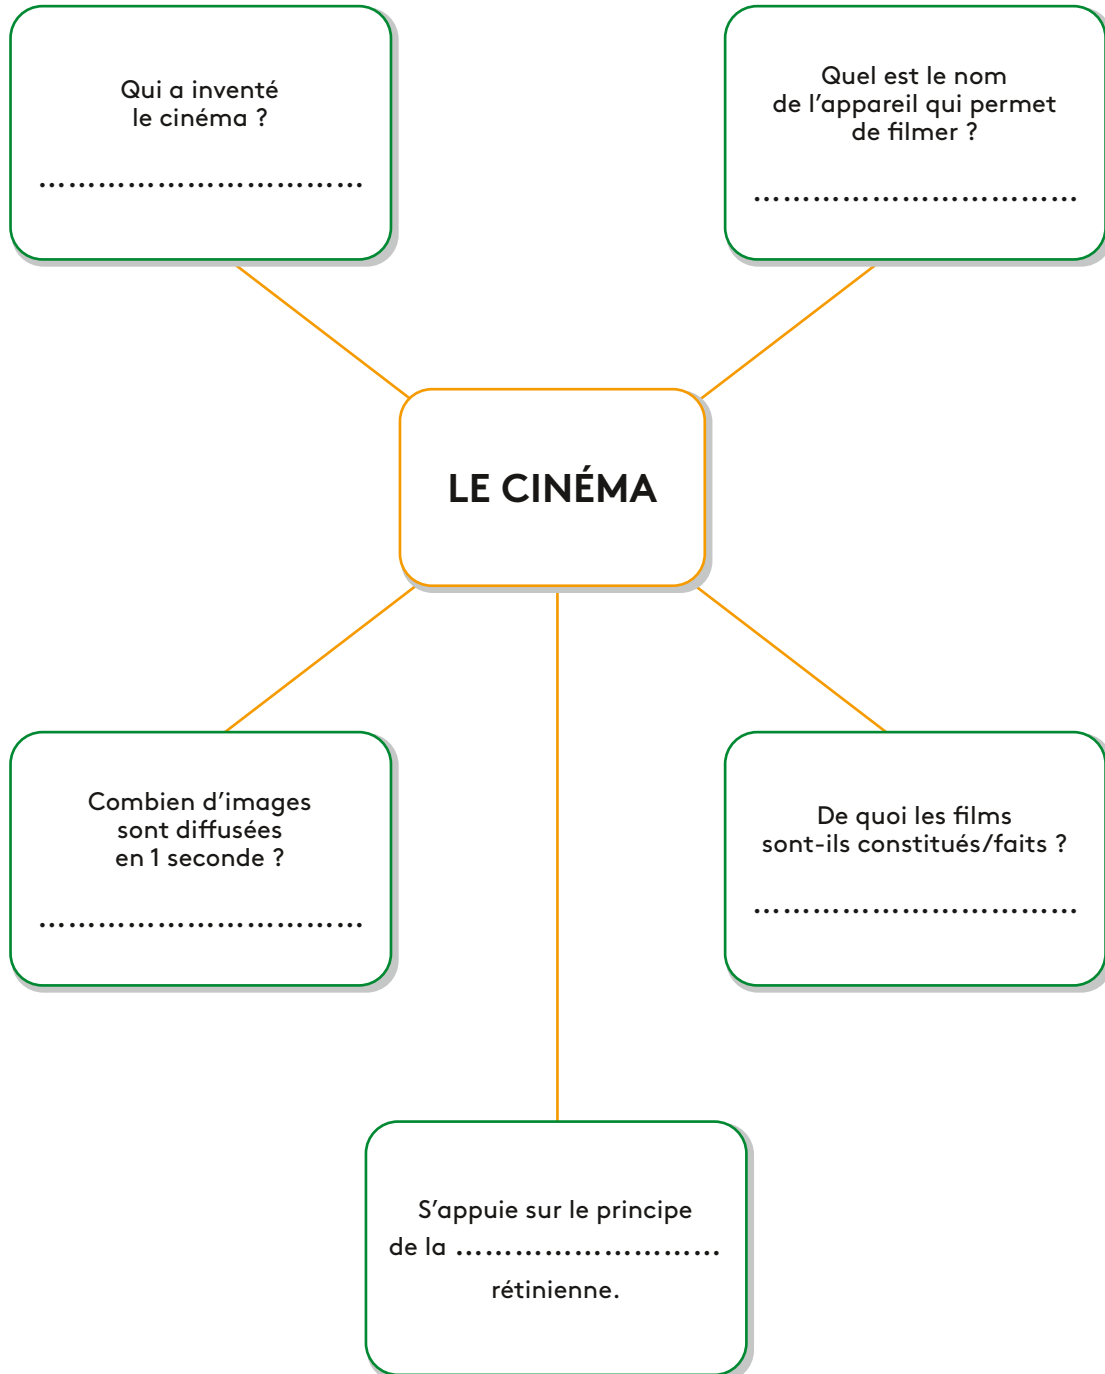 Qui a inventé
le cinéma ?
……………………………
Quel est le nom
de l’appareil qui permet
de filmer ?
……………………………
LE CINÉMA
Combien d’images
sont diffusées
en 1 seconde ?
……………………………
De quoi les films
sont-ils constitués/faits ?
……………………………
S’appuie sur le principe
de la ………………………
rétinienne.